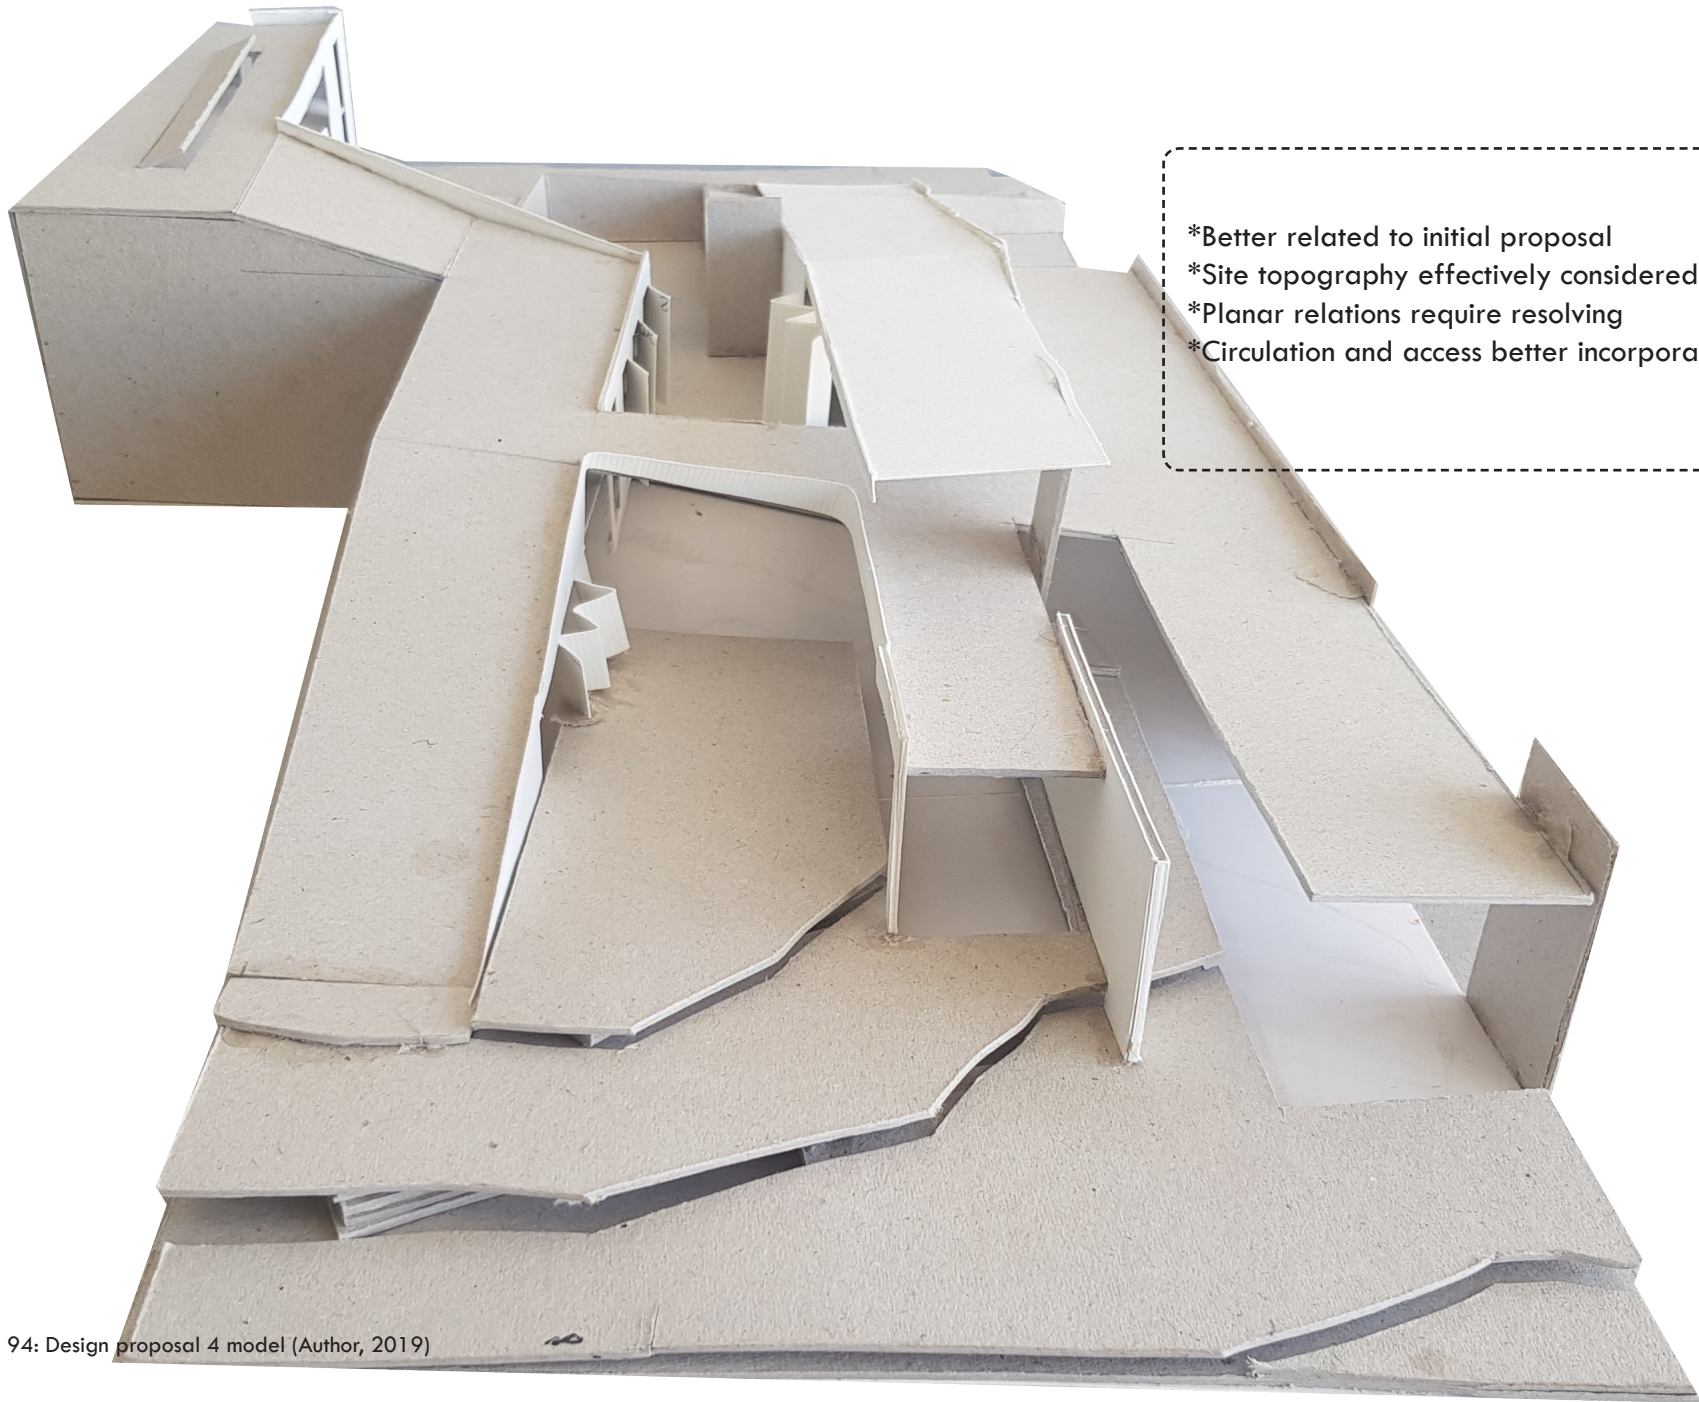 *Better related to initial proposal
*Site topography effectively considered
*Planar relations require resolving
*Circulation and access better incorpora
94: Design proposal 4 model (Author, 2019)